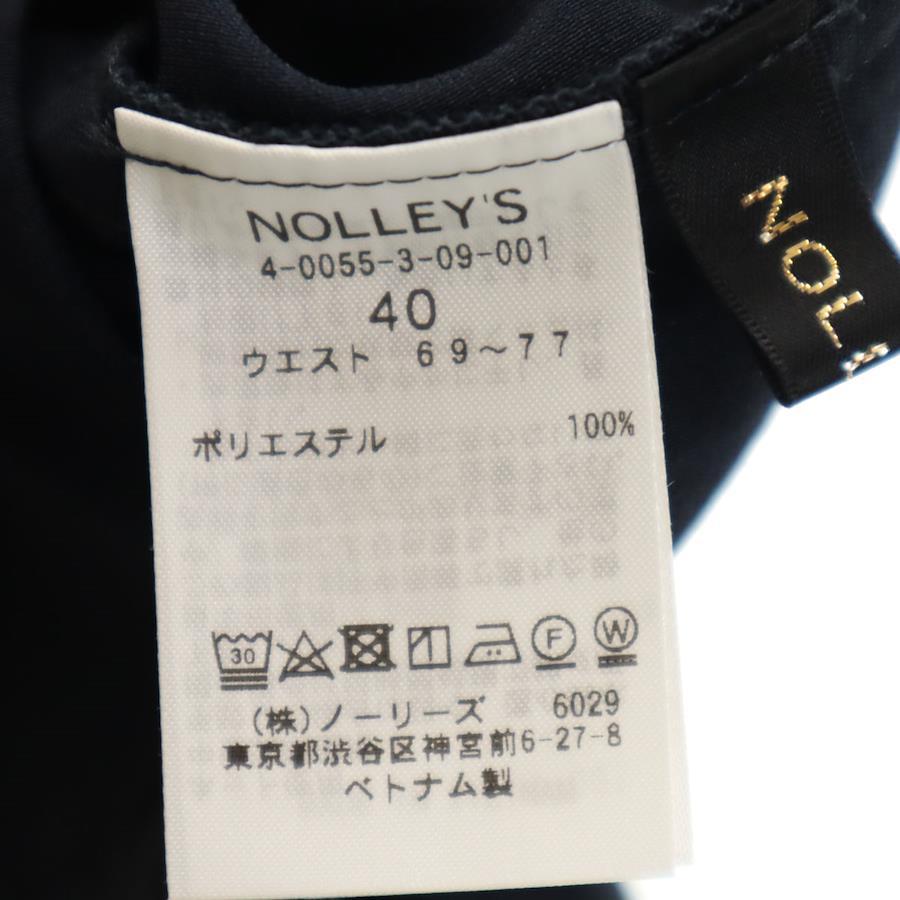 NOLLEY'S
4-0055-3-09-001
40
ウエスト 69～77
ポリエステル 100%
30
F
W
(株)ノーリーズ 6029
東京都渋谷区神宮前6-27-8
ベトナム製
NOL